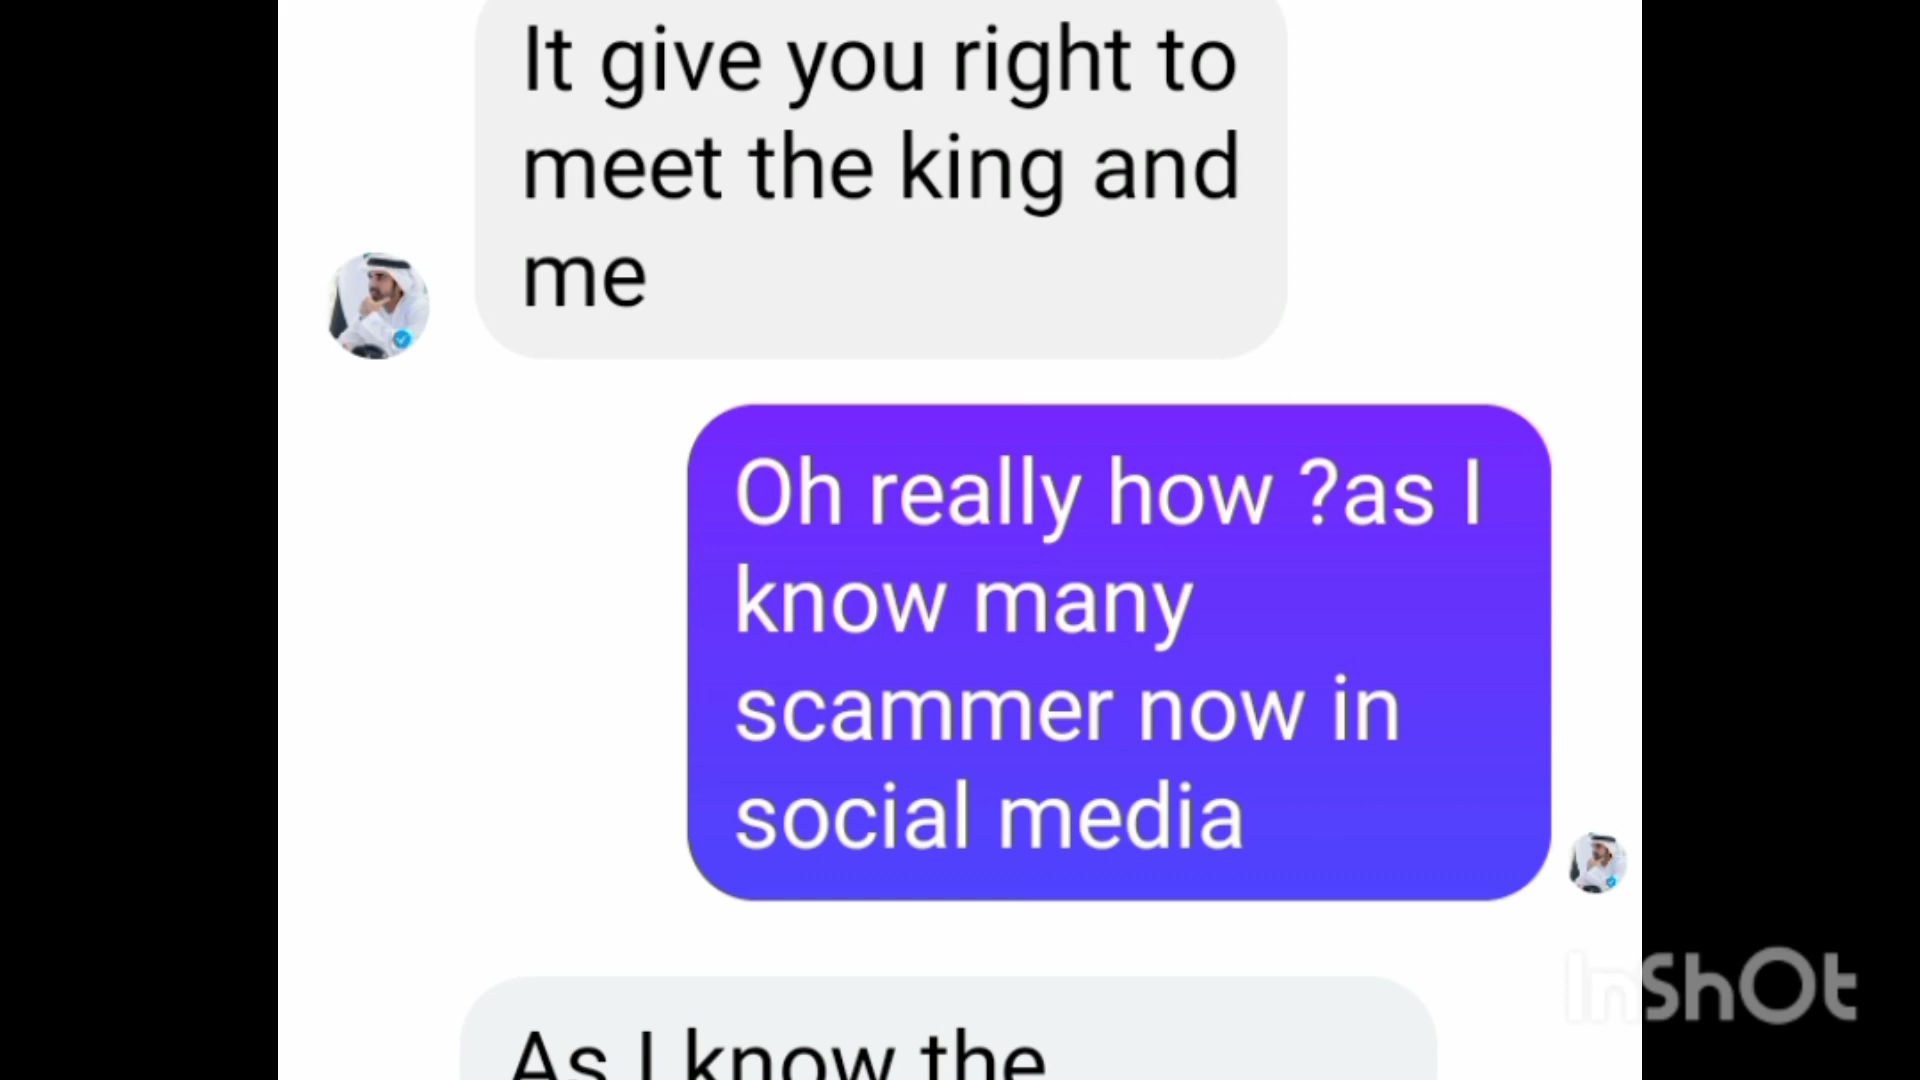 It give you right to
meet the king and
me
Oh really how ?as I
know many
scammer now in
social media
As I know the
InShOt